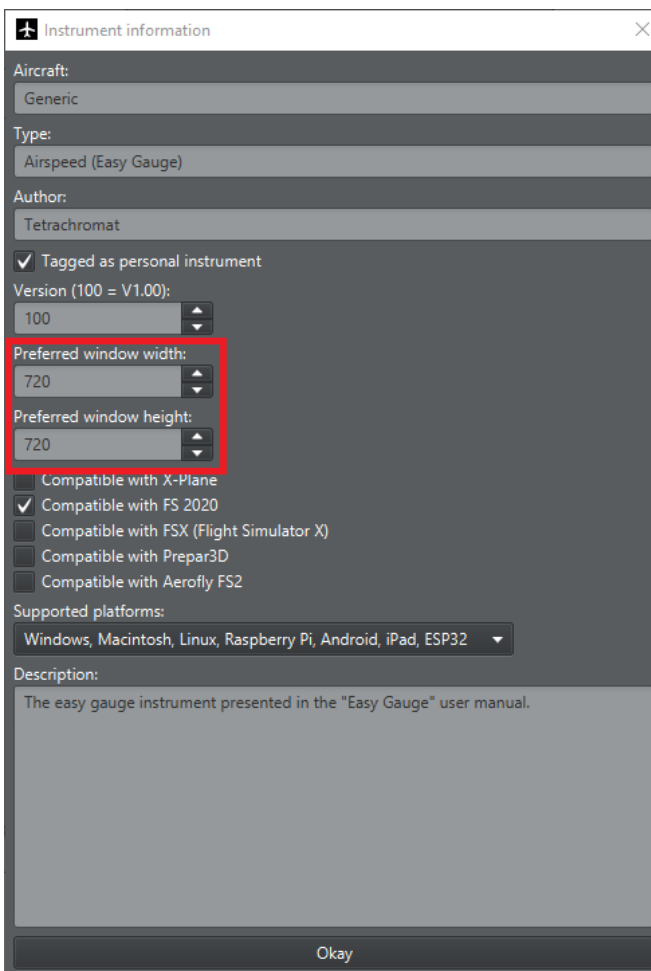 Instrument information
Aircraft:
Generic
Type:
Airspeed (Easy Gauge)
Author:
Tetrachromat
Tagged as personal instrument
Version (100 = V1.00):
100
Preferred window width:
720
Preferred window height:
720
Compatible with X-Plane
Compatible with FS 2020
Compatible with FSX (Flight Simulator X)
Compatible with Prepar3D
Compatible with Aerofly FS2
Supported platforms:
Windows, Macintosh, Linux, Raspberry Pi, Android, iPad, ESP32
Description:
The easy gauge instrument presented in the "Easy Gauge" user manual.
Okay